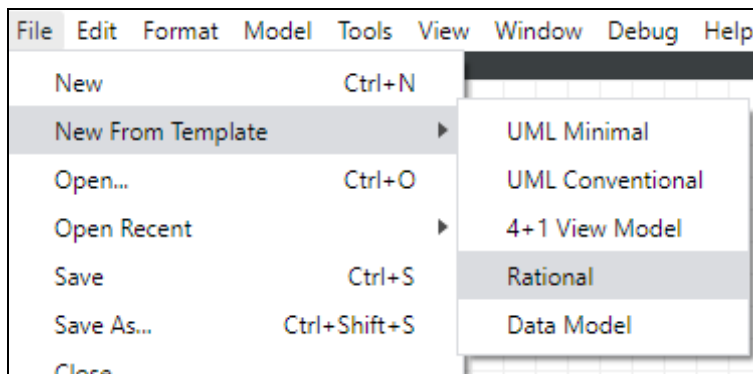 File Edit Format Model Tools View Window Debug Help
New Ctrl+N
New From Template
UML Minimal
Open... Ctrl+O
UML Conventional
Open Recent
4+1 View Model
Save Ctrl+S
Rational
Save As... Ctrl+Shift+S
Data Model
Close